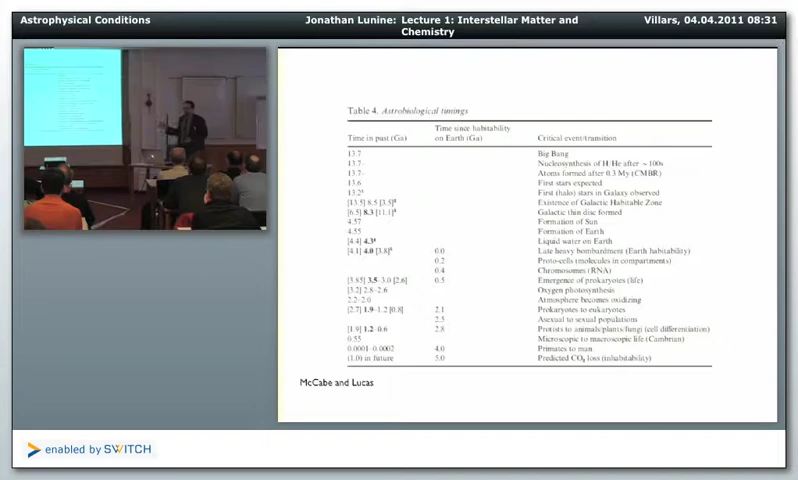 Astrophysical Conditions
Jonathan Lunine: Lecture 1: Interstellar Matter and
Chemistry
Villars, 04.04.2011 08:31
Table 4. Astrobiological timings
Time in past (Ga) Time since habitability on Earth (Ga) Critical event/transition
13.7 Big Bang
13.7– Nucleosynthesis of H/He after ~100s
13.7– Atoms formed after 0.3 My (CMBR)
13.6 First stars expected
13.2 First (halo) stars in Galaxy observed
[13.5] 8.5 [3.5] Existence of Galactic Habitable Zone
[6.5] 8.3 [11.1] Galactic thin disc formed
4.57 Formation of Sun
4.55 Formation of Earth
[4.4] 4.3 Liquid water on Earth
[4.1] 4.0 [3.8] 0.0 Late heavy bombardment (Earth habitability)
0.2 Proto-cells (molecules in compartments)
0.4 Chromosomes (RNA)
[3.85] 3.5–3.0 [2.6] 0.5 Emergence of prokaryotes (life)
[3.2] 2.8–2.6 Oxygen photosynthesis
2.2–2.0 Atmosphere becomes oxidizing
[2.7] 1.9–1.2 [0.8] 2.1 Prokaryotes to eukaryotes
2.5 Asexual to sexual populations
[1.9] 1.2–0.6 2.8 Protists to animals/plants/fungi (cell differentiation)
0.55 Microscopic to macroscopic life (Cambrian)
0.0001–0.0002 4.0 Primates to man
(1.0) in future 5.0 Predicted CO₂ loss (inhabitability)
McCabe and Lucas
enabled by SWITCH